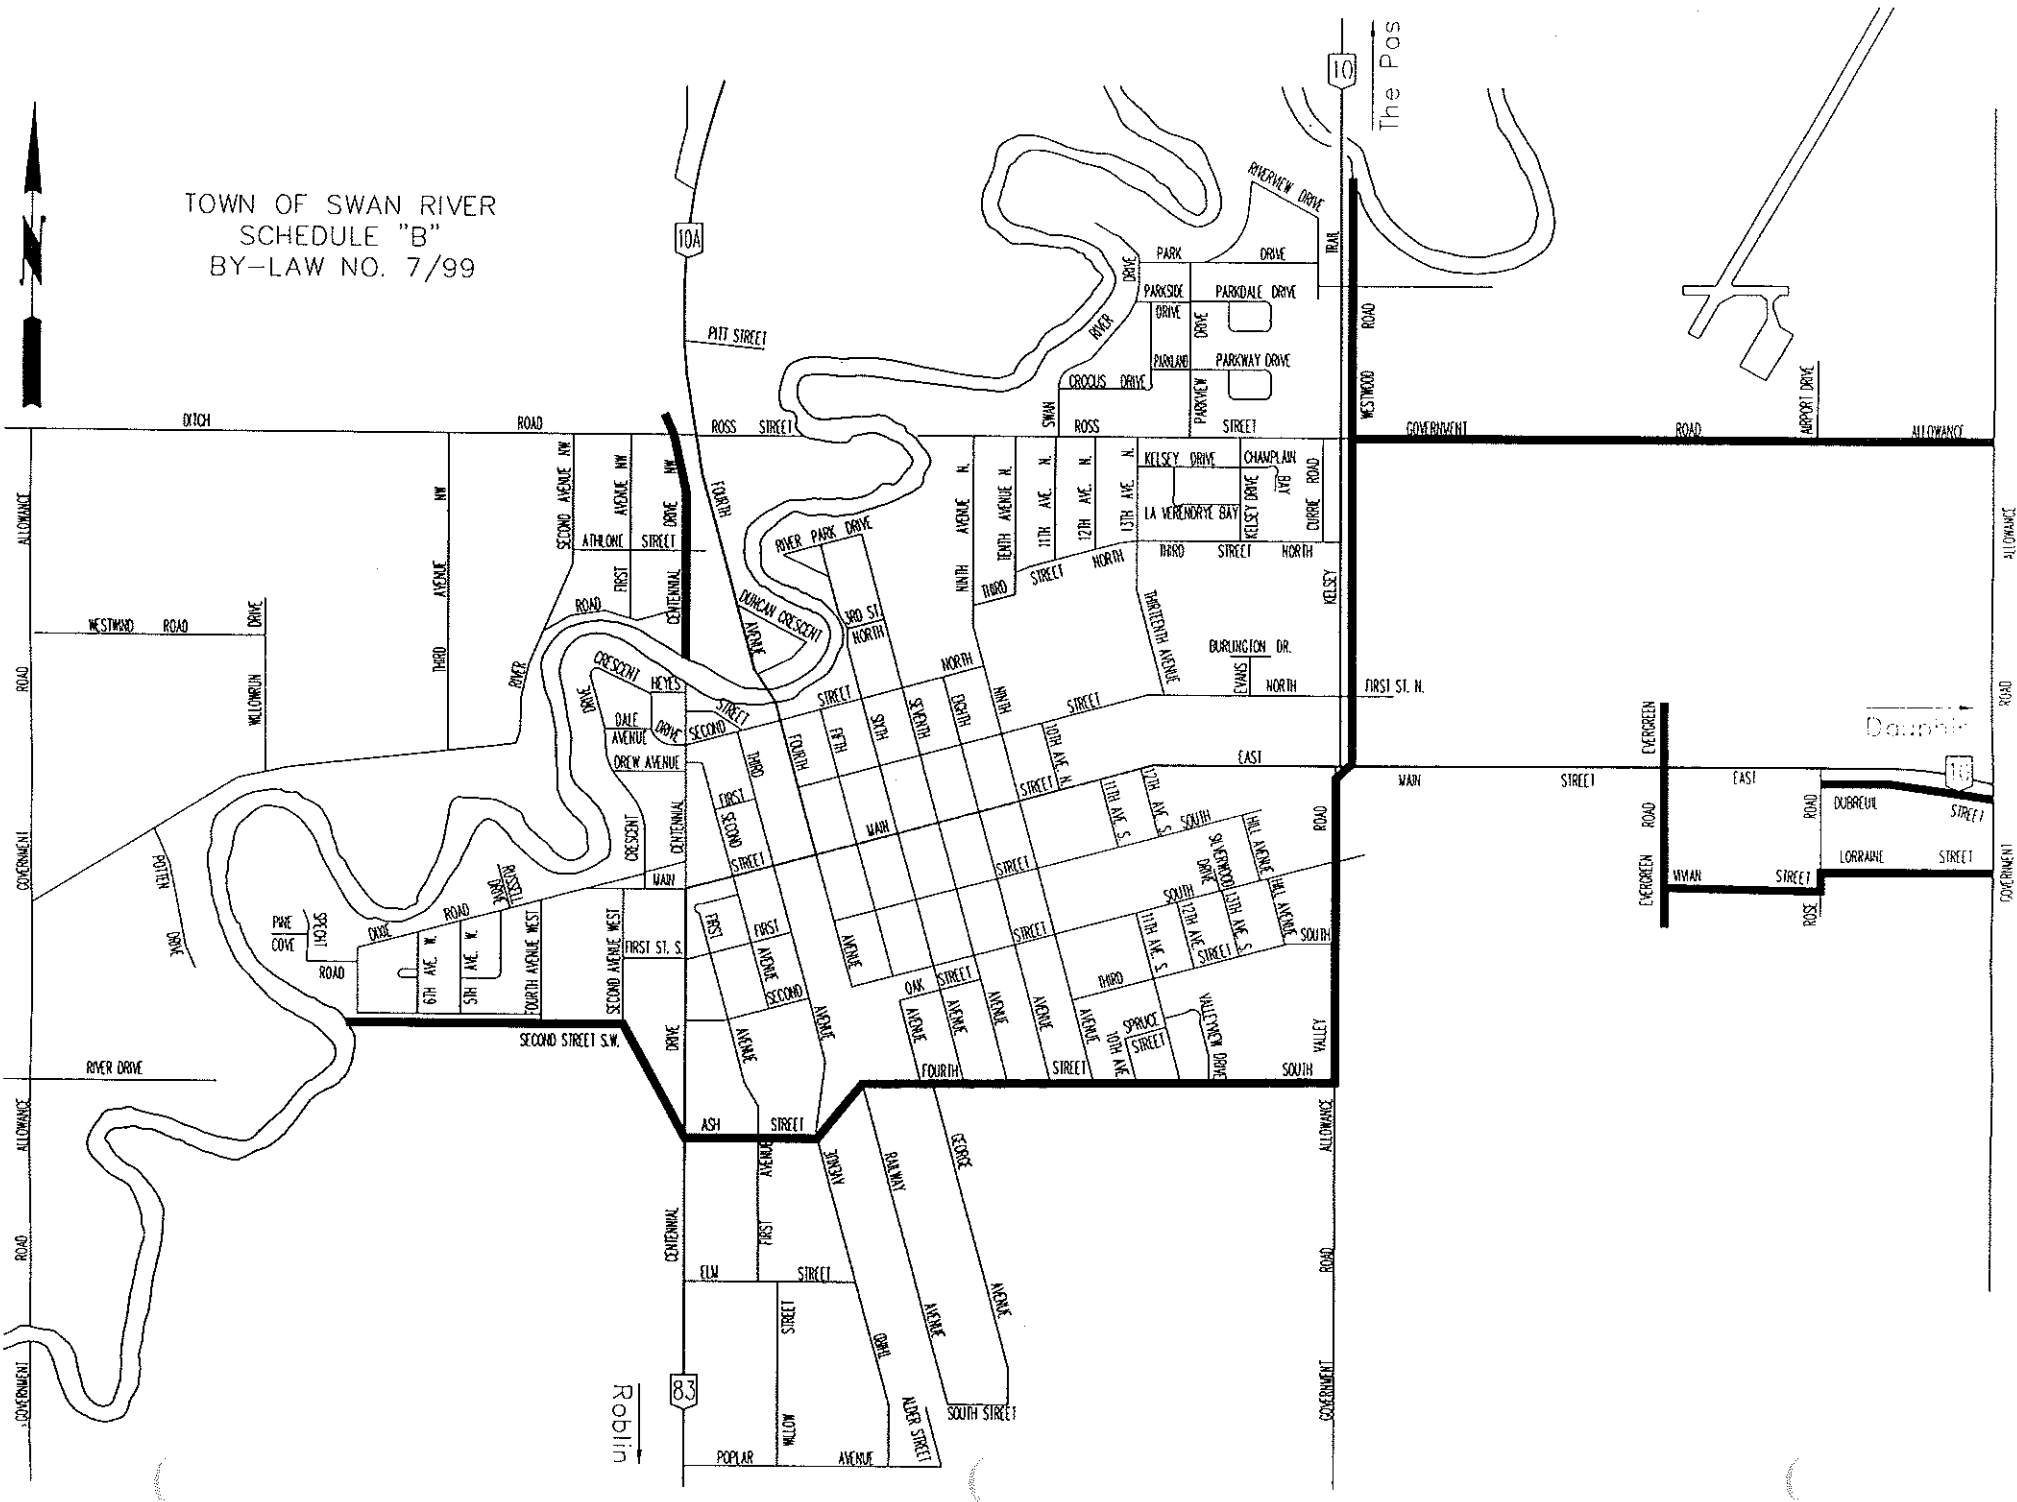 TOWN OF SWAN RIVER
SCHEDULE "B"
BY-LAW NO. 7/99
N
10
The Pas
10A
RIVERVIEW DRIVE
TRAIL
PARK DRIVE
DRIVE
PARKSIDE
DRIVE
PARKDALE DRIVE
DRIVE
RIVER
ROAD
PITT STREET
PARKLAND
PARKWAY DRIVE
CROCUS DRIVE
PARKVIEW
WESTWOOD
AIRPORT DRIVE
SWAN
DITCH ROAD
ROSS STREET
ROSS STREET
GOVERNMENT ROAD ALLOWANCE
ALLOWANCE
NW
SECOND AVENUE NW
AVENUE NW
NW
DRIVE
FOURTH
N.
AVENUE
NINTH
TENTH AVENUE N.
11TH AVE. N.
12TH AVE. N.
13TH AVE. N.
KELSEY DRIVE
CHAMPLAIN
BAY
ROAD
CURRIE
LA VERENDRYE BAY
KELSEY DRIVE
ALLOWANCE
ATHLONE STREET
RIVER PARK DRIVE
THIRD STREET NORTH
THIRD STREET NORTH
AVENUE
FIRST
CENTENNIAL
KELSEY
WESTWIND ROAD
DRIVE
WILLOWRUN
ROAD
RIVER
THIRD
DUNCAN CRESCENT
3RD ST.
NORTH
AVENUE
THIRTEENTH AVENUE
BURLINGTON DR.
EVANS
NORTH
FIRST ST. N.
ROAD
ROAD
CRESCENT
HEYES
DRIVE
DALE
AVENUE
DRIVE
STREET
SECOND
STREET
NORTH
DREW AVENUE
THIRD
FOURTH
FIFTH
SIXTH
SEVENTH
EIGHTH
NINTH
STREET
10TH AVE. N.
STREET
EAST
EVERGREEN
Dauphin
10
MAIN STREET EAST
11TH AVE. S.
12TH AVE. S.
FIRST
SECOND
MAIN
STREET
CENTENNIAL
CRESCENT
MAIN
SOUTH
STREET
HILL AVENUE
SILVERWOOD
DRIVE
ROAD
EVERGREEN ROAD
ROAD
DUBREUIL STREET
LORRAINE STREET
VIVIAN STREET
ROSE
GOVERNMENT
GOVERNMENT
POTTEN
DRIVE
RUSSELL
DRIVE
PINE
COVE
SPECHT
ROAD
DIXIE
ROAD
6TH AVE. W.
5TH AVE. W.
FOURTH AVENUE WEST
SECOND AVENUE WEST
FIRST ST. S.
FIRST
FIRST
AVENUE
SECOND
AVENUE
AVENUE
SOUTH
STREET
11TH AVE. S.
12TH AVE.
13TH AVE. S.
HILL AVENUE
STREET
SOUTH
THIRD
OAK STREET
AVENUE
AVENUE
AVENUE
AVENUE
AVENUE
AVENUE
SPRUCE
STREET
10TH AVE
VALLEYVIEW DRIVE
VALLEY
SECOND STREET S.W.
DRIVE
RIVER DRIVE
FOURTH STREET SOUTH
ASH STREET
ALLOWANCE
ALLOWANCE
AVENUE
AVENUE
RAILWAY
GEORGE
CENTENNIAL
FIRST
ROAD
ROAD
ELM STREET
STREET
AVENUE
AVENUE
THIRD
GOVERNMENT
GOVERNMENT
83
Roblin
WILLOW
ALDER STREET
SOUTH STREET
POPLAR AVENUE